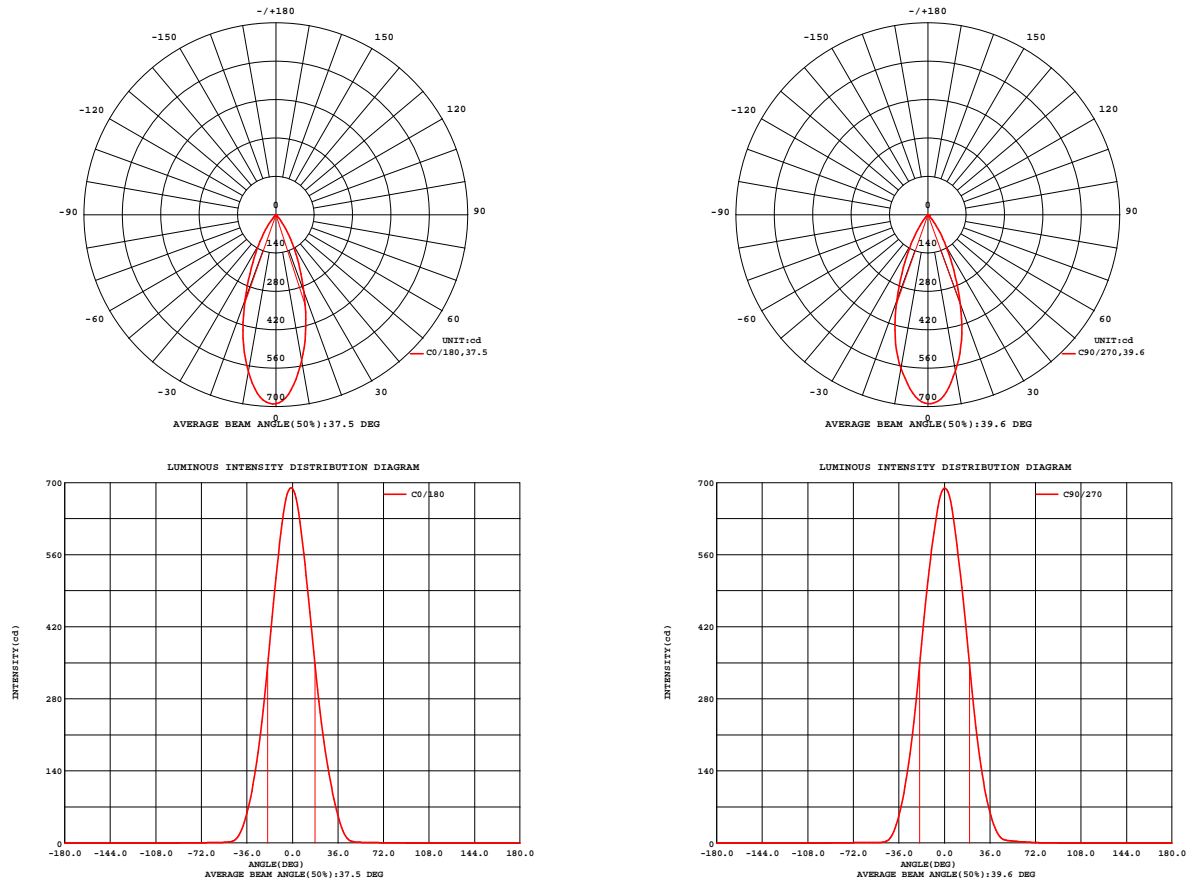 -/+180
-150 150
-120 120
-90 90
-60 60
-30 30
0
140
280
420
560
700
0
UNIT:cd
C0/180,37.5
AVERAGE BEAM ANGLE(50%):37.5 DEG
-/+180
-150 150
-120 120
-90 90
-60 60
-30 30
0
140
280
420
560
700
0
UNIT:cd
C90/270,39.6
AVERAGE BEAM ANGLE(50%):39.6 DEG
LUMINOUS INTENSITY DISTRIBUTION DIAGRAM
C0/180
INTENSITY(cd)
700
560
420
280
140
0
-180.0 -144.0 -108.0 -72.0 -36.0 0.0 36.0 72.0 108.0 144.0 180.0
ANGLE(DEG)
AVERAGE BEAM ANGLE(50%):37.5 DEG
LUMINOUS INTENSITY DISTRIBUTION DIAGRAM
C90/270
INTENSITY(cd)
700
560
420
280
140
0
-180.0 -144.0 -108.0 -72.0 -36.0 0.0 36.0 72.0 108.0 144.0 180.0
ANGLE(DEG)
AVERAGE BEAM ANGLE(50%):39.6 DEG